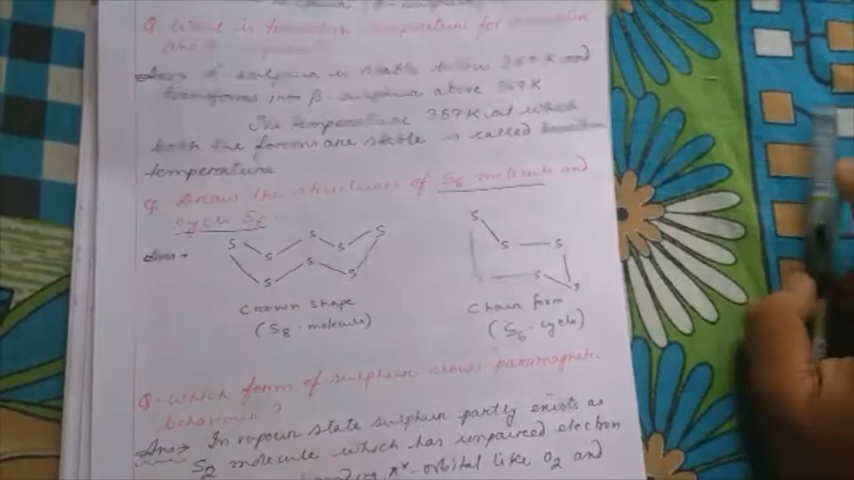 Q. What is transition temperature for
and
Ans → sulphur is stable below 369 K and
transforms into β-sulphur above 369 K
The temperature 369 K at which
both the forms are stable is called transition
temperature
Q. Draw the structures of S8 molecule and
cyclo S6
Ans →
S S S S S S S S
S S S S S
Crown shape
Chair form
(S8 - molecule)
(S6 - cyclo)
Q. Which form of sulphur shows paramagnetic
behaviour?
Ans → In vapour state sulphur partly exists as
S2 molecule which has unpaired electron
π*-orbital like O2 and